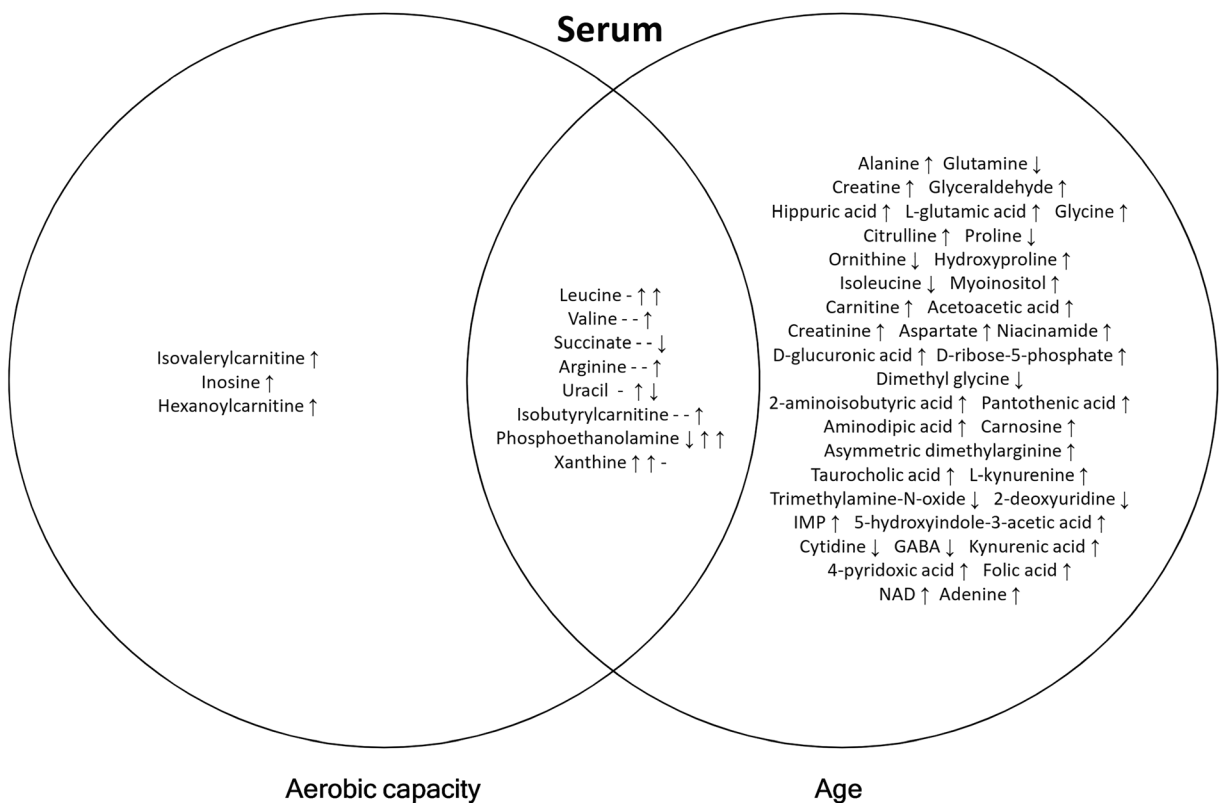 Serum
Isovalerylcarnitine ↑
Inosine ↑
Hexanoylcarnitine ↑
Leucine - ↑ ↑
Valine - - ↑
Succinate - - ↓
Arginine - - ↑
Uracil - ↑ ↓
Isobutyrylcarnitine - - ↑
Phosphoethanolamine ↓ ↑ ↑
Xanthine ↑ ↑ -
Alanine ↑ Glutamine ↓
Creatine ↑ Glyceraldehyde ↑
Hippuric acid ↑ L-glutamic acid ↑ Glycine ↑
Citrulline ↑ Proline ↓
Ornithine ↓ Hydroxyproline ↑
Isoleucine ↓ Myoinositol ↑
Carnitine ↑ Acetoacetic acid ↑
Creatinine ↑ Aspartate ↑ Niacinamide ↑
D-glucuronic acid ↑ D-ribose-5-phosphate ↑
Dimethyl glycine ↓
2-aminoisobutyric acid ↑ Pantothenic acid ↑
Aminodipic acid ↑ Carnosine ↑
Asymmetric dimethylarginine ↑
Taurocholic acid ↑ L-kynurenine ↑
Trimethylamine-N-oxide ↓ 2-deoxyuridine ↓
IMP ↑ 5-hydroxyindole-3-acetic acid ↑
Cytidine ↓ GABA ↓ Kynurenic acid ↑
4-pyridoxic acid ↑ Folic acid ↑
NAD ↑ Adenine ↑
Aerobic capacity
Age